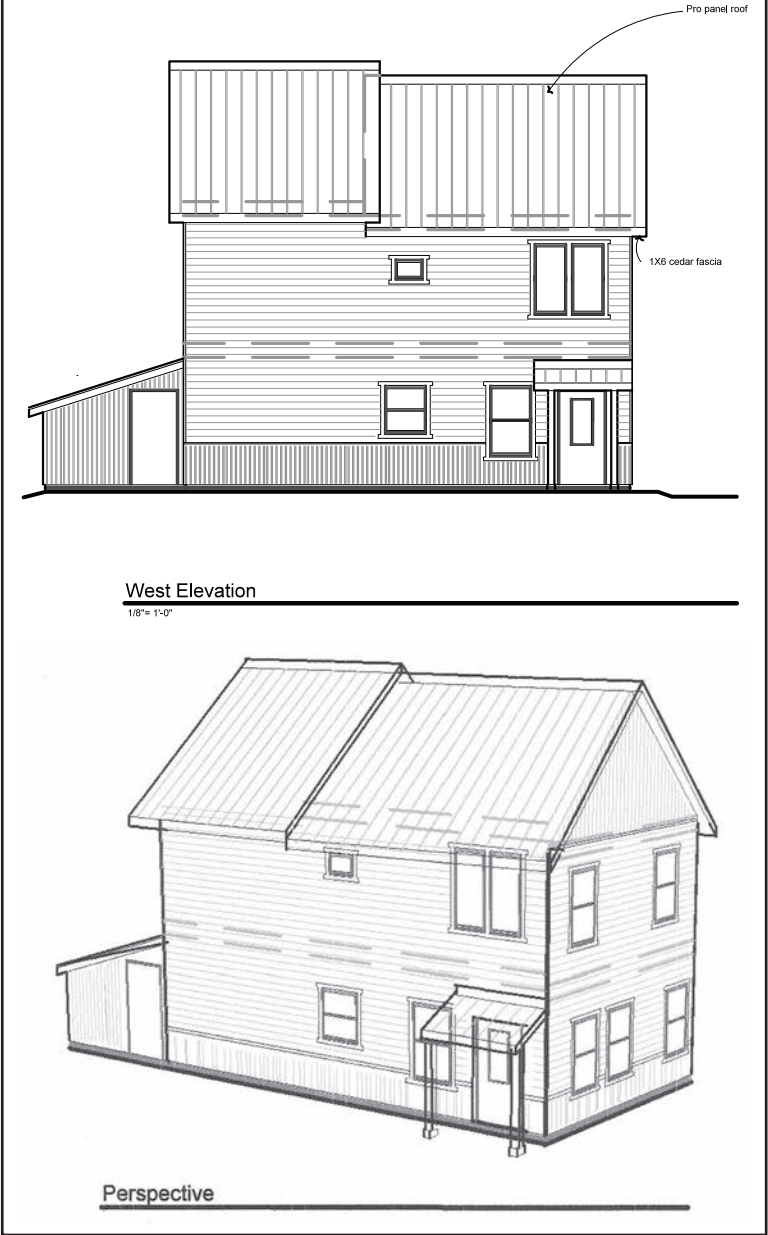 Pro panel roof
1X6 cedar fascia
West Elevation
1/8"= 1'-0"
Perspective